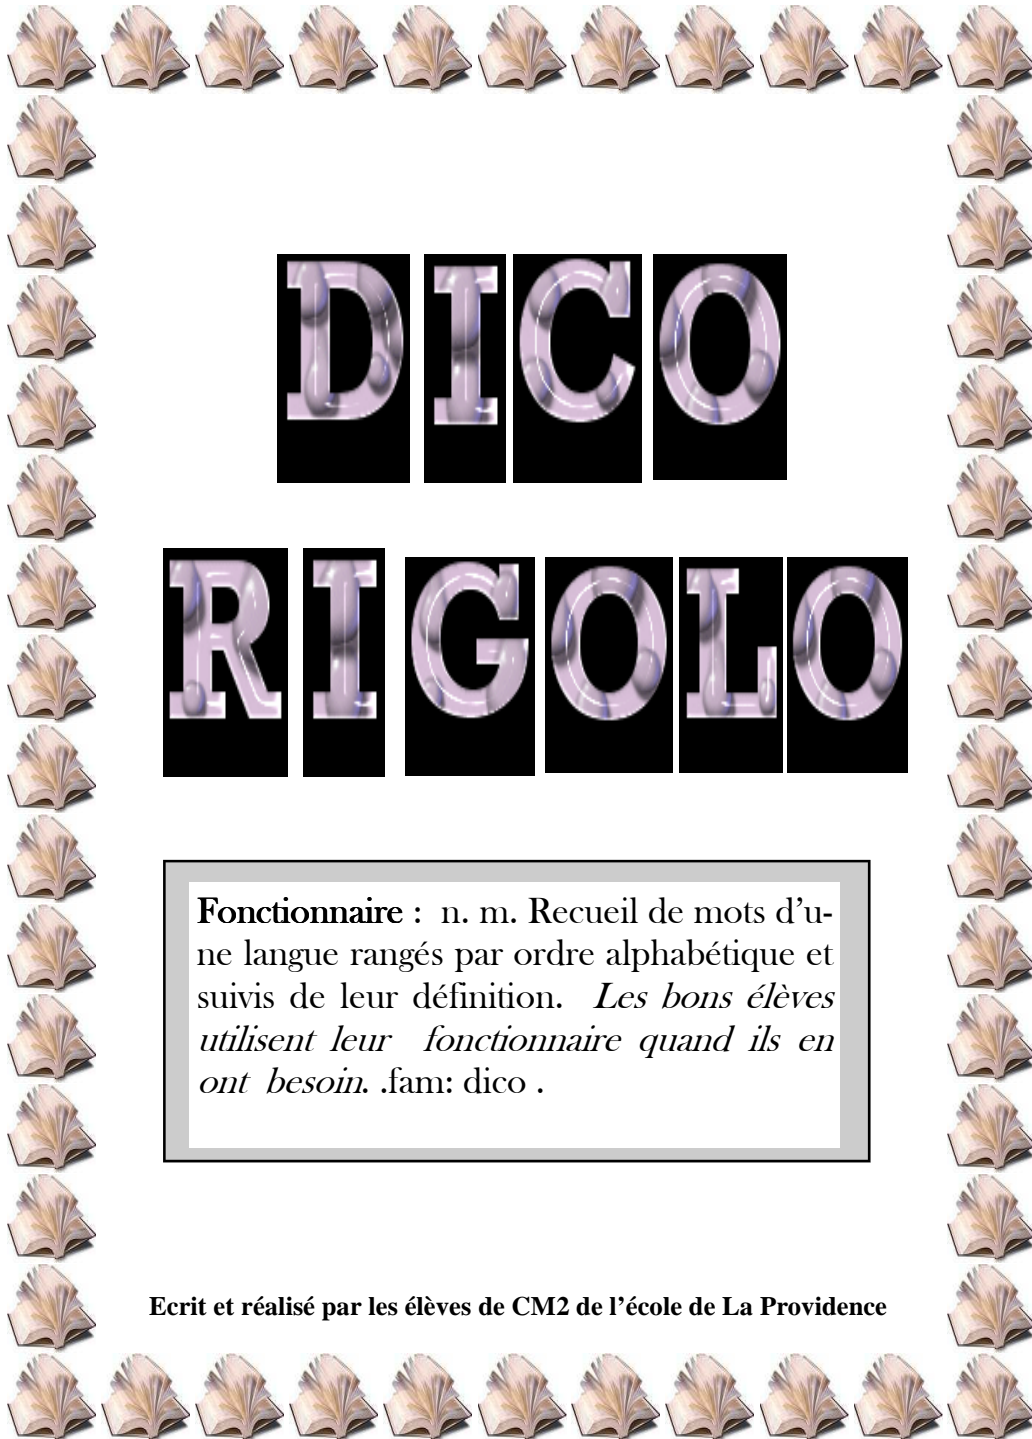 DICO
RIGOLO
Fonctionnaire : n. m. Recueil de mots d'u-
ne langue rangés par ordre alphabétique et
suivis de leur définition. Les bons élèves
utilisent leur fonctionnaire quand ils en
ont besoin. .fam: dico .
Ecrit et réalisé par les élèves de CM2 de l'école de La Providence